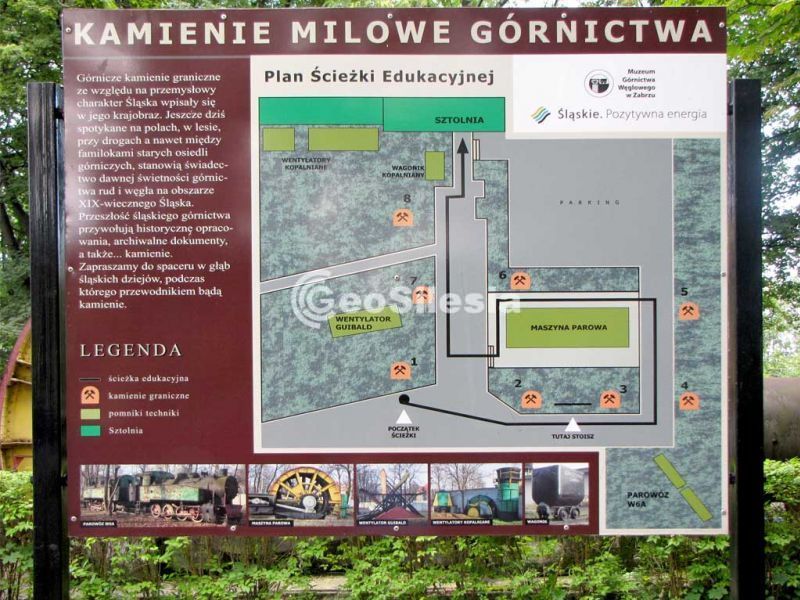 KAMIENIE MILOWE GÓRNICTWA
Górnicze kamienie graniczne
ze względu na przemysłowy
charakter Śląska wpisały się
w jego krajobraz. Jeszcze dziś
spotykane na polach, w lesie,
przy drogach a nawet między
familokami starych osiedli
górniczych, stanowią świadec-
two dawnej świetności górnic-
twa rud i węgla na obszarze
XIX-wiecznego Śląska.
Przeszłość śląskiego górnictwa
przywołują historyczne opraco-
wania, archiwalne dokumenty,
a także... kamienie.
Zapraszamy do spaceru w głąb
śląskich dziejów, podczas
którego przewodnikiem będą
kamienie.
LEGENDA
ścieżka edukacyjna
kamienie graniczne
pomniki techniki
Sztolnia
Plan Ścieżki Edukacyjnej
Muzeum
Górnictwa
Węglowego
w Zabrzu
Śląskie. Pozytywna energia
SZTOLNIA
WENTYLATORY
KOPALNIANE
WAGONIK
KOPALNIANY
PARKING
8
7
6
5
GeoSilesia
WENTYLATOR
GUIBALD
MASZYNA PAROWA
1
2
3
4
POCZĄTEK
ŚCIEŻKI
TUTAJ STOISZ
PAROWÓZ
W6A
PAROWÓZ W6A
MASZYNA PAROWA
WENTYLATOR GUIBALD
WENTYLATORY KOPALNIANE
WAGONIK